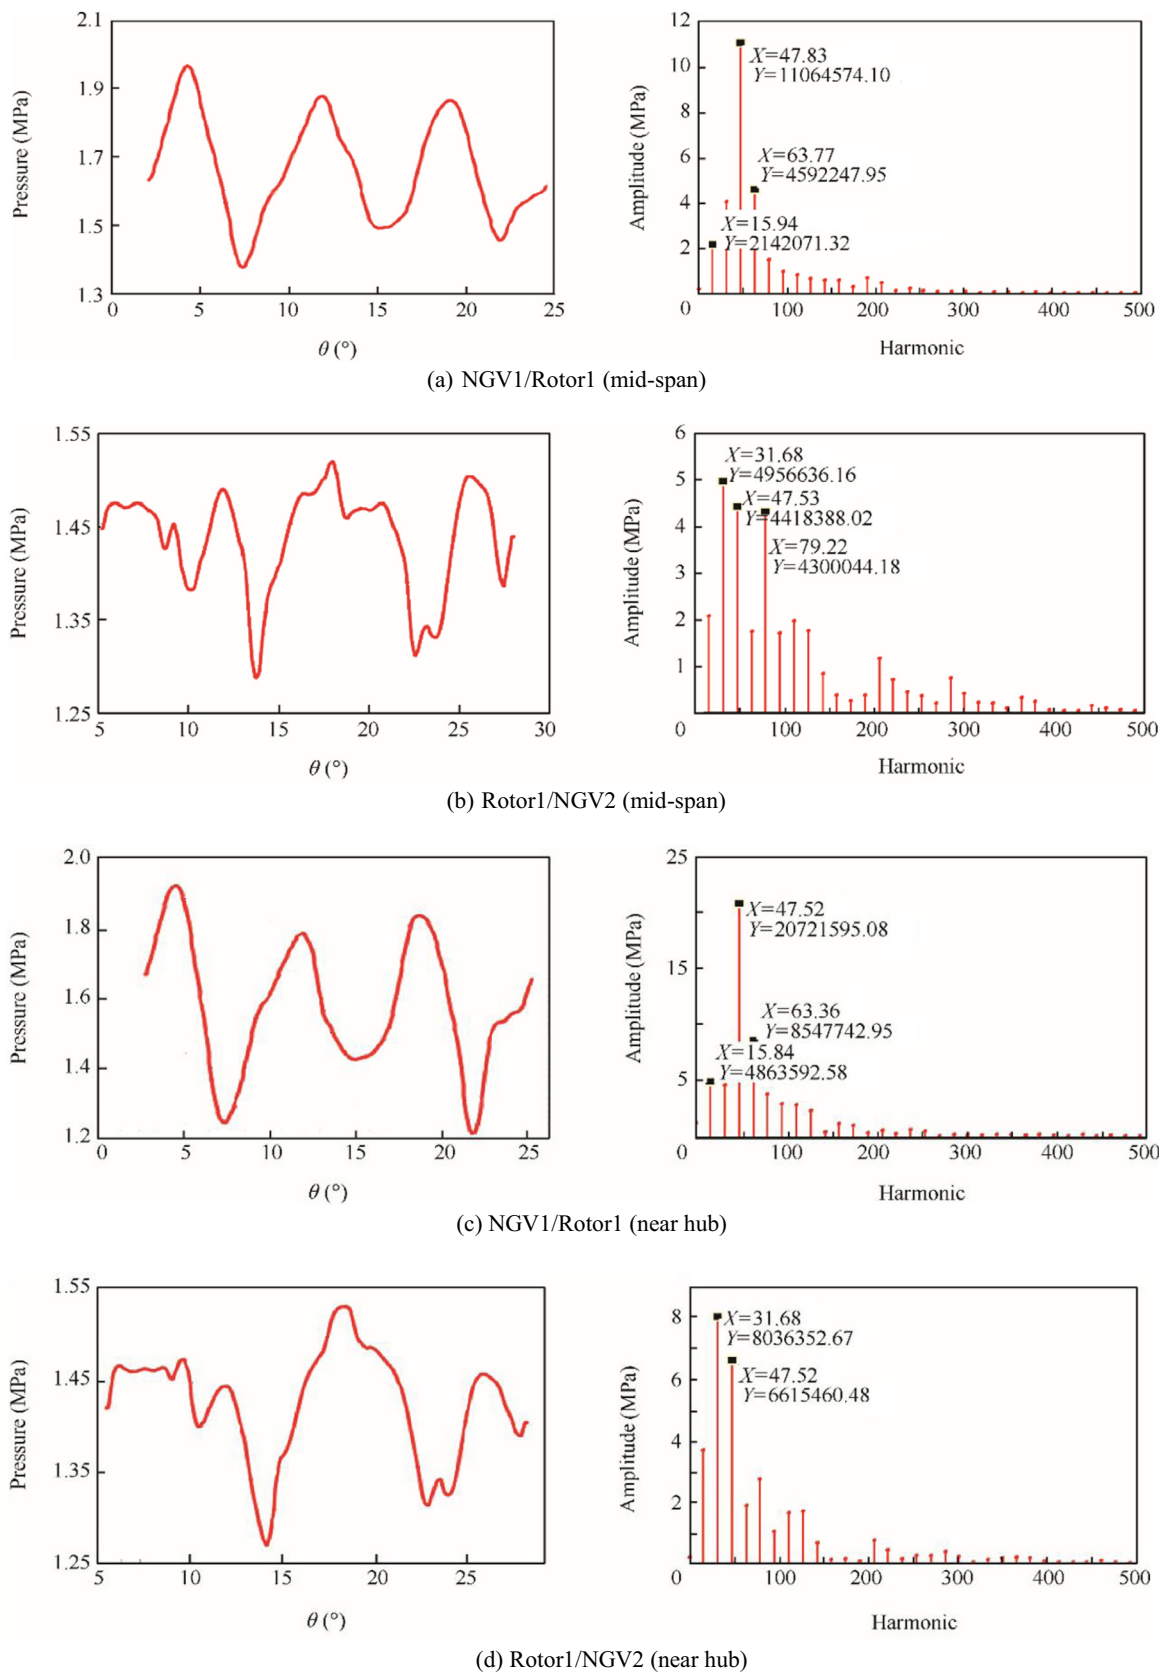 2.1
1.9
1.7
1.5
1.3
0 5 10 15 20 25
Pressure (MPa)
θ (°)
12
10
8
6
4
2
0 100 200 300 400 500
Amplitude (MPa)
X=47.83
Y=11064574.10
X=63.77
Y=4592247.95
X=15.94
Y=2142071.32
Harmonic
(a) NGV1/Rotor1 (mid-span)
1.55
1.45
1.35
1.25
5 10 15 20 25 30
Pressure (MPa)
θ (°)
6
5
4
3
2
1
0 100 200 300 400 500
Amplitude (MPa)
X=31.68
Y=4956636.16
X=47.53
Y=4418388.02
X=79.22
Y=4300044.18
Harmonic
(b) Rotor1/NGV2 (mid-span)
2.0
1.8
1.6
1.4
1.2
0 5 10 15 20 25
Pressure (MPa)
θ (°)
25
15
5
0 100 200 300 400 500
Amplitude (MPa)
X=47.52
Y=20721595.08
X=63.36
Y=8547742.95
X=15.84
Y=4863592.58
Harmonic
(c) NGV1/Rotor1 (near hub)
1.55
1.45
1.35
1.25
5 10 15 20 25
Pressure (MPa)
θ (°)
8
6
4
2
0 100 200 300 400 500
Amplitude (MPa)
X=31.68
Y=8036352.67
X=47.52
Y=6615460.48
Harmonic
(d) Rotor1/NGV2 (near hub)